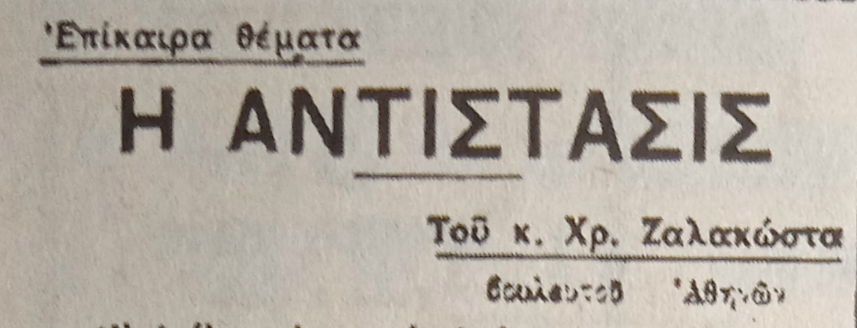 Ἐπίκαιρα θέματα
Η ΑΝΤΙΣΤΑΣΙΣ
Τοῦ κ. Χρ. Ζαλακώστα
βουλευτοῦ Ἀθηνῶν